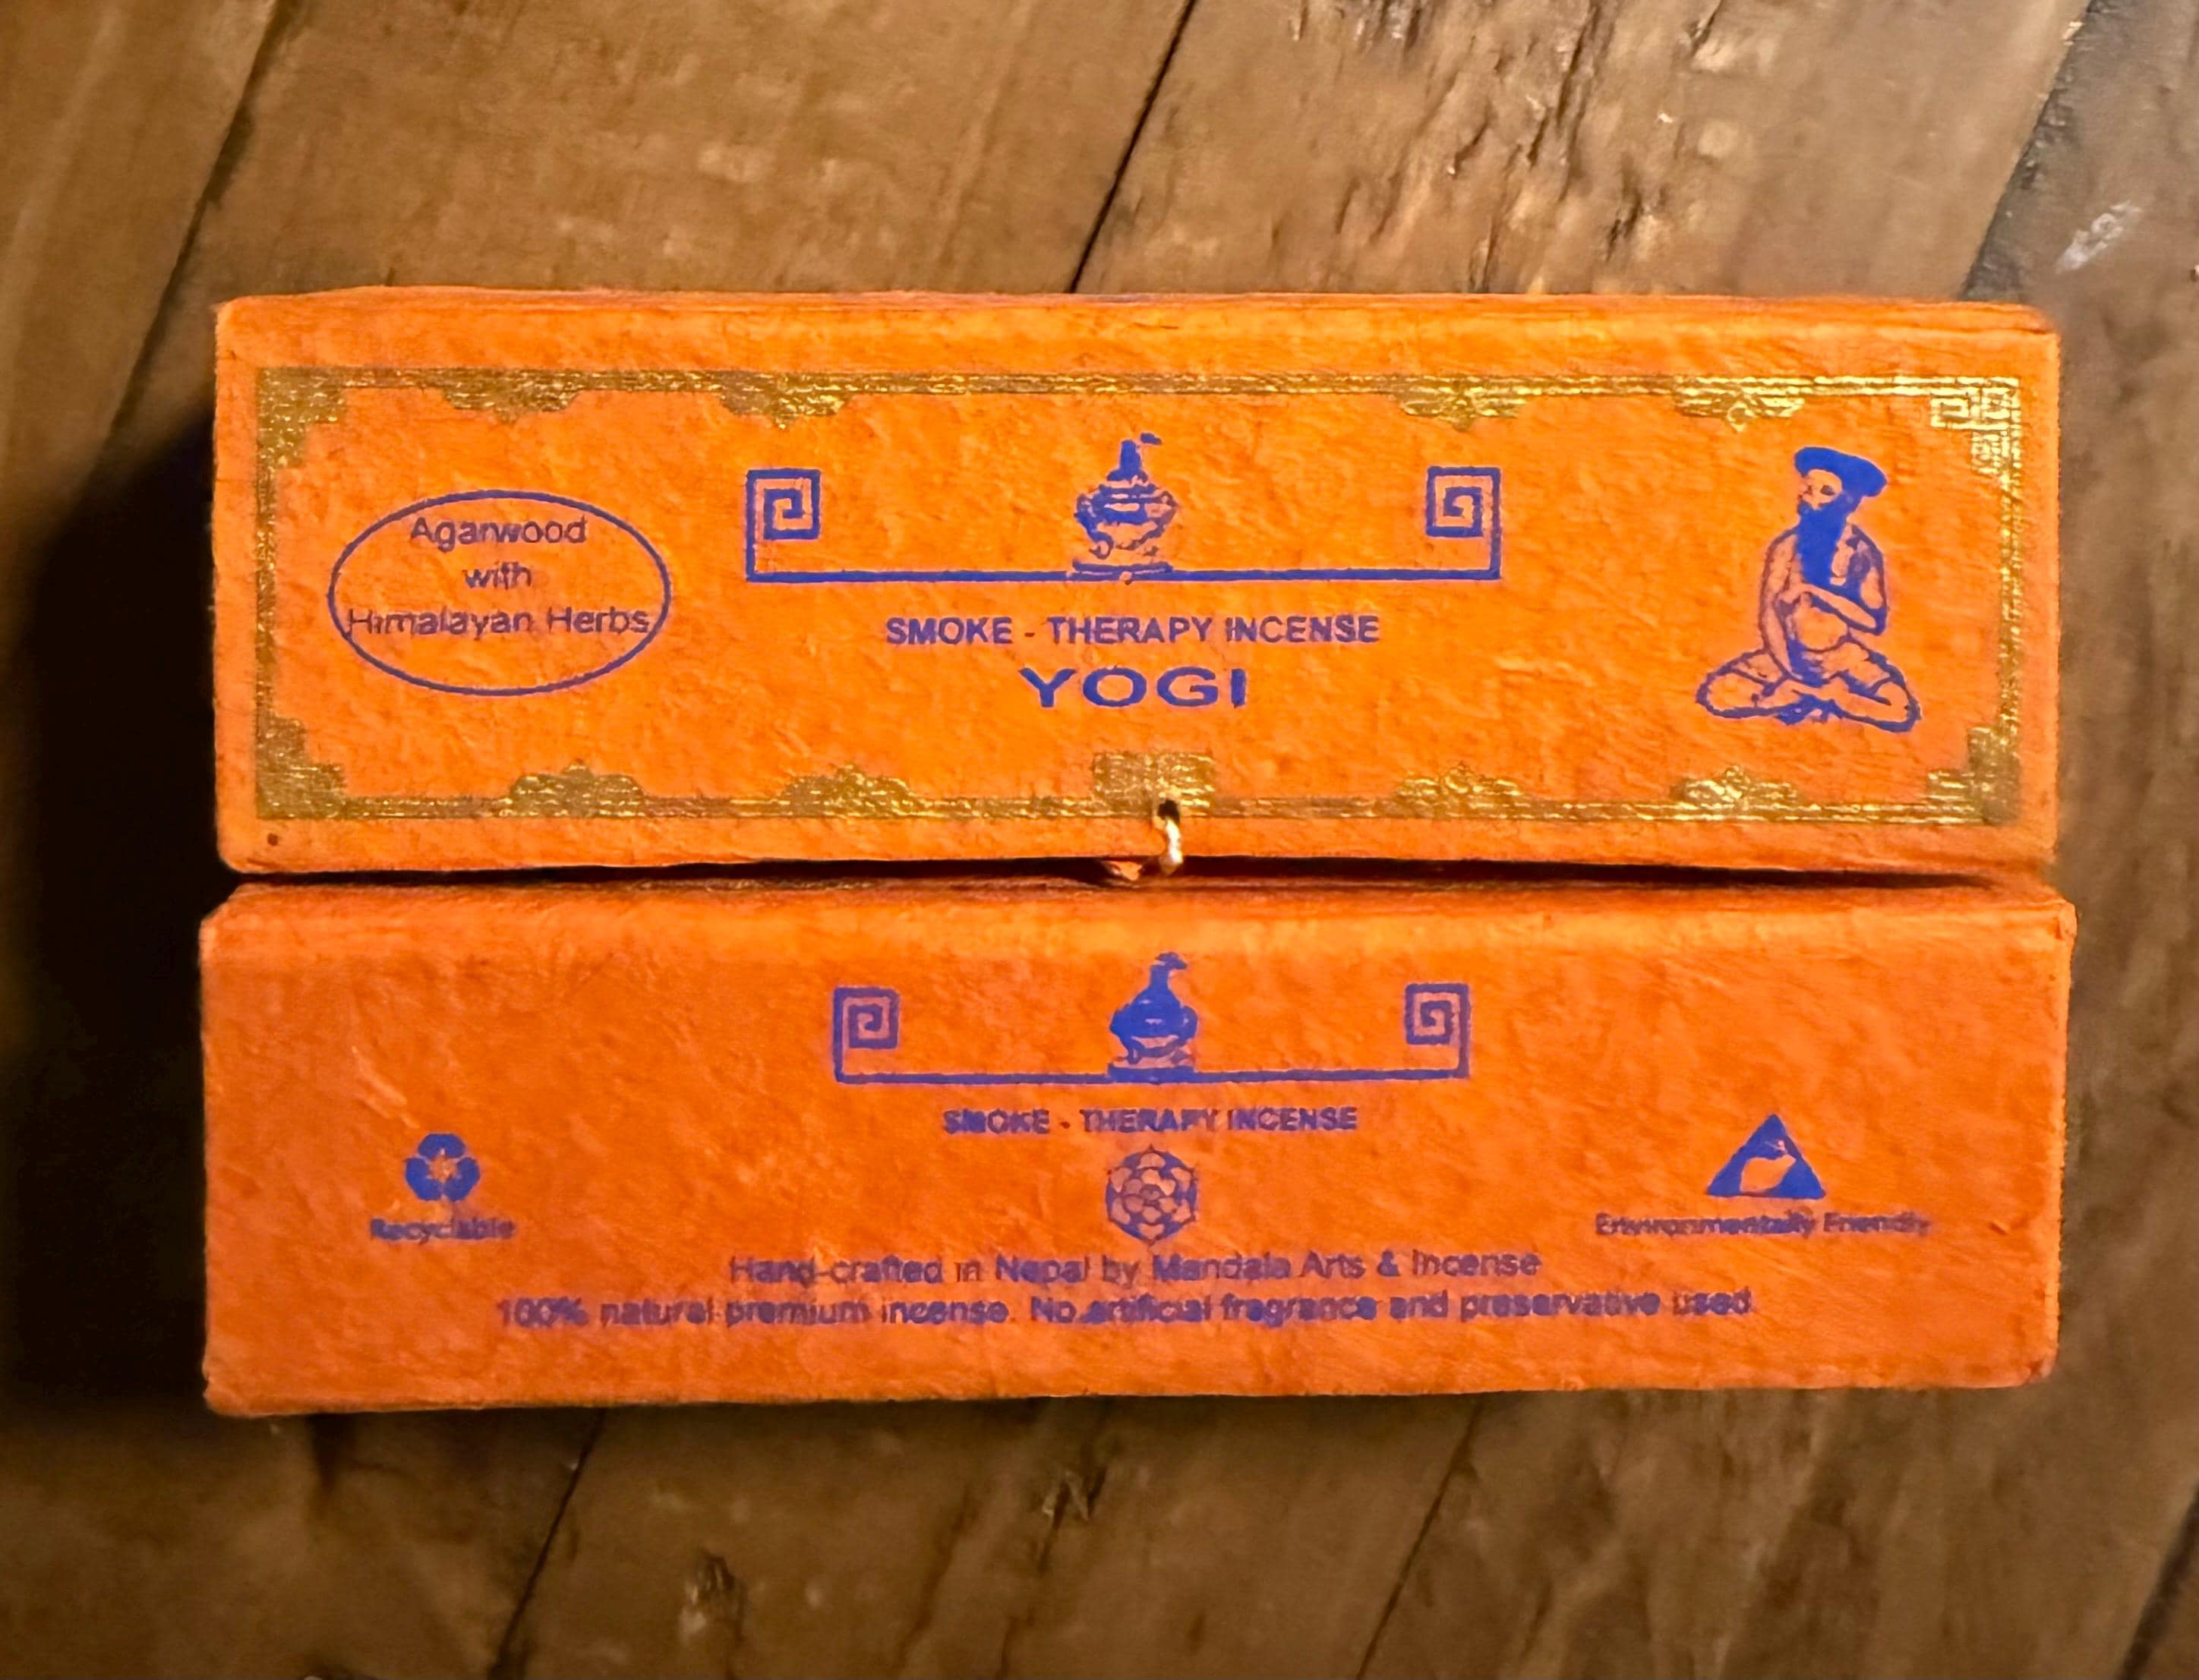 Agarwood
with
Himalayan Herbs
SMOKE - THERAPY INCENSE
YOGI
SMOKE - THERAPY INCENSE
Recyclable
Environmentally Friendly
Hand-crafted in Nepal by Mandala Arts & Incense
100% natural premium incense. No artificial fragrance and preservative used